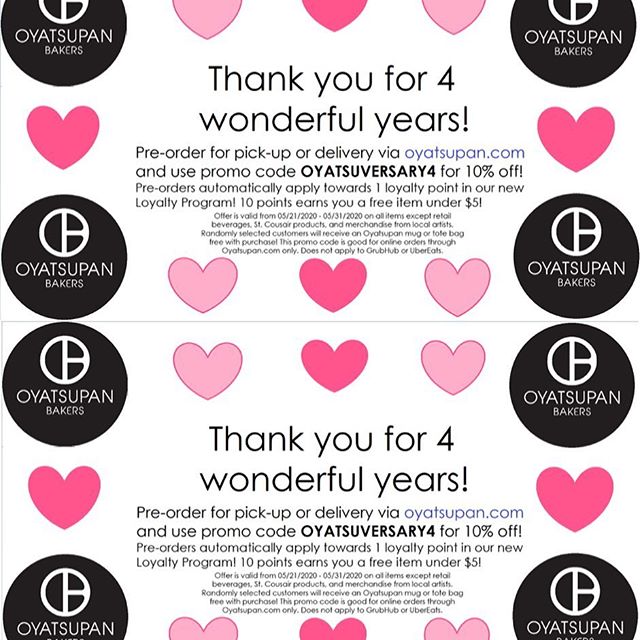 OYATSUPAN
BAKERS
OYATSUPAN
BAKERS
Thank you for 4
wonderful years!
Pre-order for pick-up or delivery via oyatsupan.com
and use promo code OYATSUVERSARY4 for 10% off!
Pre-orders automatically apply towards 1 loyalty point in our new
Loyalty Program! 10 points earns you a free item under $5!
Offer is valid from 05/21/2020 - 05/31/2020 on all items except retail
beverages, St. Cousair products, and merchandise from local artists.
Randomly selected customers will receive an Oyatsupan mug or tote bag
free with purchase! This promo code is good for online orders through
Oyatsupan.com only. Does not apply to GrubHub or UberEats.
OYATSUPAN
BAKERS
OYATSUPAN
BAKERS
OYATSUPAN
BAKERS
OYATSUPAN
BAKERS
Thank you for 4
wonderful years!
Pre-order for pick-up or delivery via oyatsupan.com
and use promo code OYATSUVERSARY4 for 10% off!
Pre-orders automatically apply towards 1 loyalty point in our new
Loyalty Program! 10 points earns you a free item under $5!
Offer is valid from 05/21/2020 - 05/31/2020 on all items except retail
beverages, St. Cousair products, and merchandise from local artists.
Randomly selected customers will receive an Oyatsupan mug or tote bag
free with purchase! This promo code is good for online orders through
Oyatsupan.com only. Does not apply to GrubHub or UberEats.
OYATSUPAN
OYATSUPAN